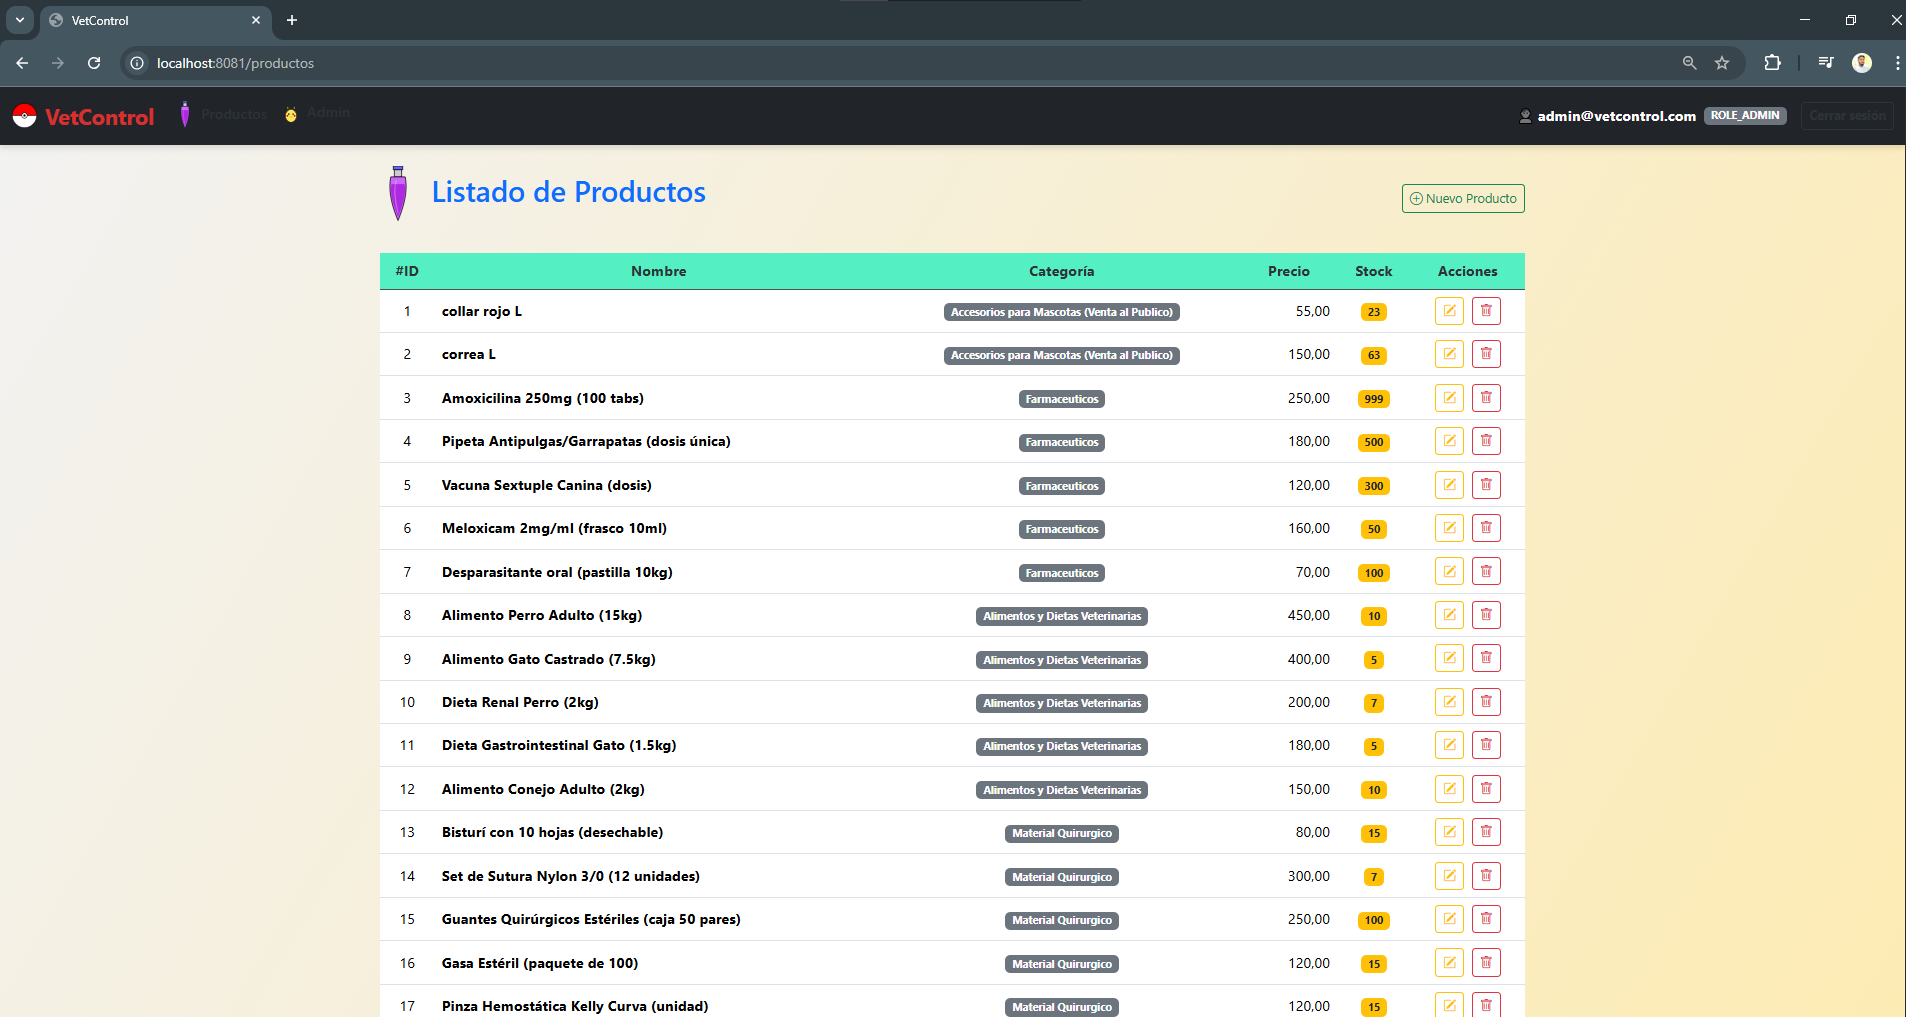 VetControl
localhost:8081/productos
VetControl Productos Admin admin@vetcontrol.com ROLE_ADMIN Cerrar sesión
Listado de Productos
Nuevo Producto
#ID Nombre Categoría Precio Stock Acciones
1 collar rojo L Accesorios para Mascotas (Venta al Publico) 55,00 23
2 correa L Accesorios para Mascotas (Venta al Publico) 150,00 63
3 Amoxicilina 250mg (100 tabs) Farmaceuticos 250,00 999
4 Pipeta Antipulgas/Garrapatas (dosis única) Farmaceuticos 180,00 500
5 Vacuna Sextuple Canina (dosis) Farmaceuticos 120,00 300
6 Meloxicam 2mg/ml (frasco 10ml) Farmaceuticos 160,00 50
7 Desparasitante oral (pastilla 10kg) Farmaceuticos 70,00 100
8 Alimento Perro Adulto (15kg) Alimentos y Dietas Veterinarias 450,00 10
9 Alimento Gato Castrado (7.5kg) Alimentos y Dietas Veterinarias 400,00 5
10 Dieta Renal Perro (2kg) Alimentos y Dietas Veterinarias 200,00 7
11 Dieta Gastrointestinal Gato (1.5kg) Alimentos y Dietas Veterinarias 180,00 5
12 Alimento Conejo Adulto (2kg) Alimentos y Dietas Veterinarias 150,00 10
13 Bisturí con 10 hojas (desechable) Material Quirurgico 80,00 15
14 Set de Sutura Nylon 3/0 (12 unidades) Material Quirurgico 300,00 7
15 Guantes Quirúrgicos Estériles (caja 50 pares) Material Quirurgico 250,00 100
16 Gasa Estéril (paquete de 100) Material Quirurgico 120,00 15
17 Pinza Hemostática Kelly Curva (unidad) Material Quirurgico 120,00 15